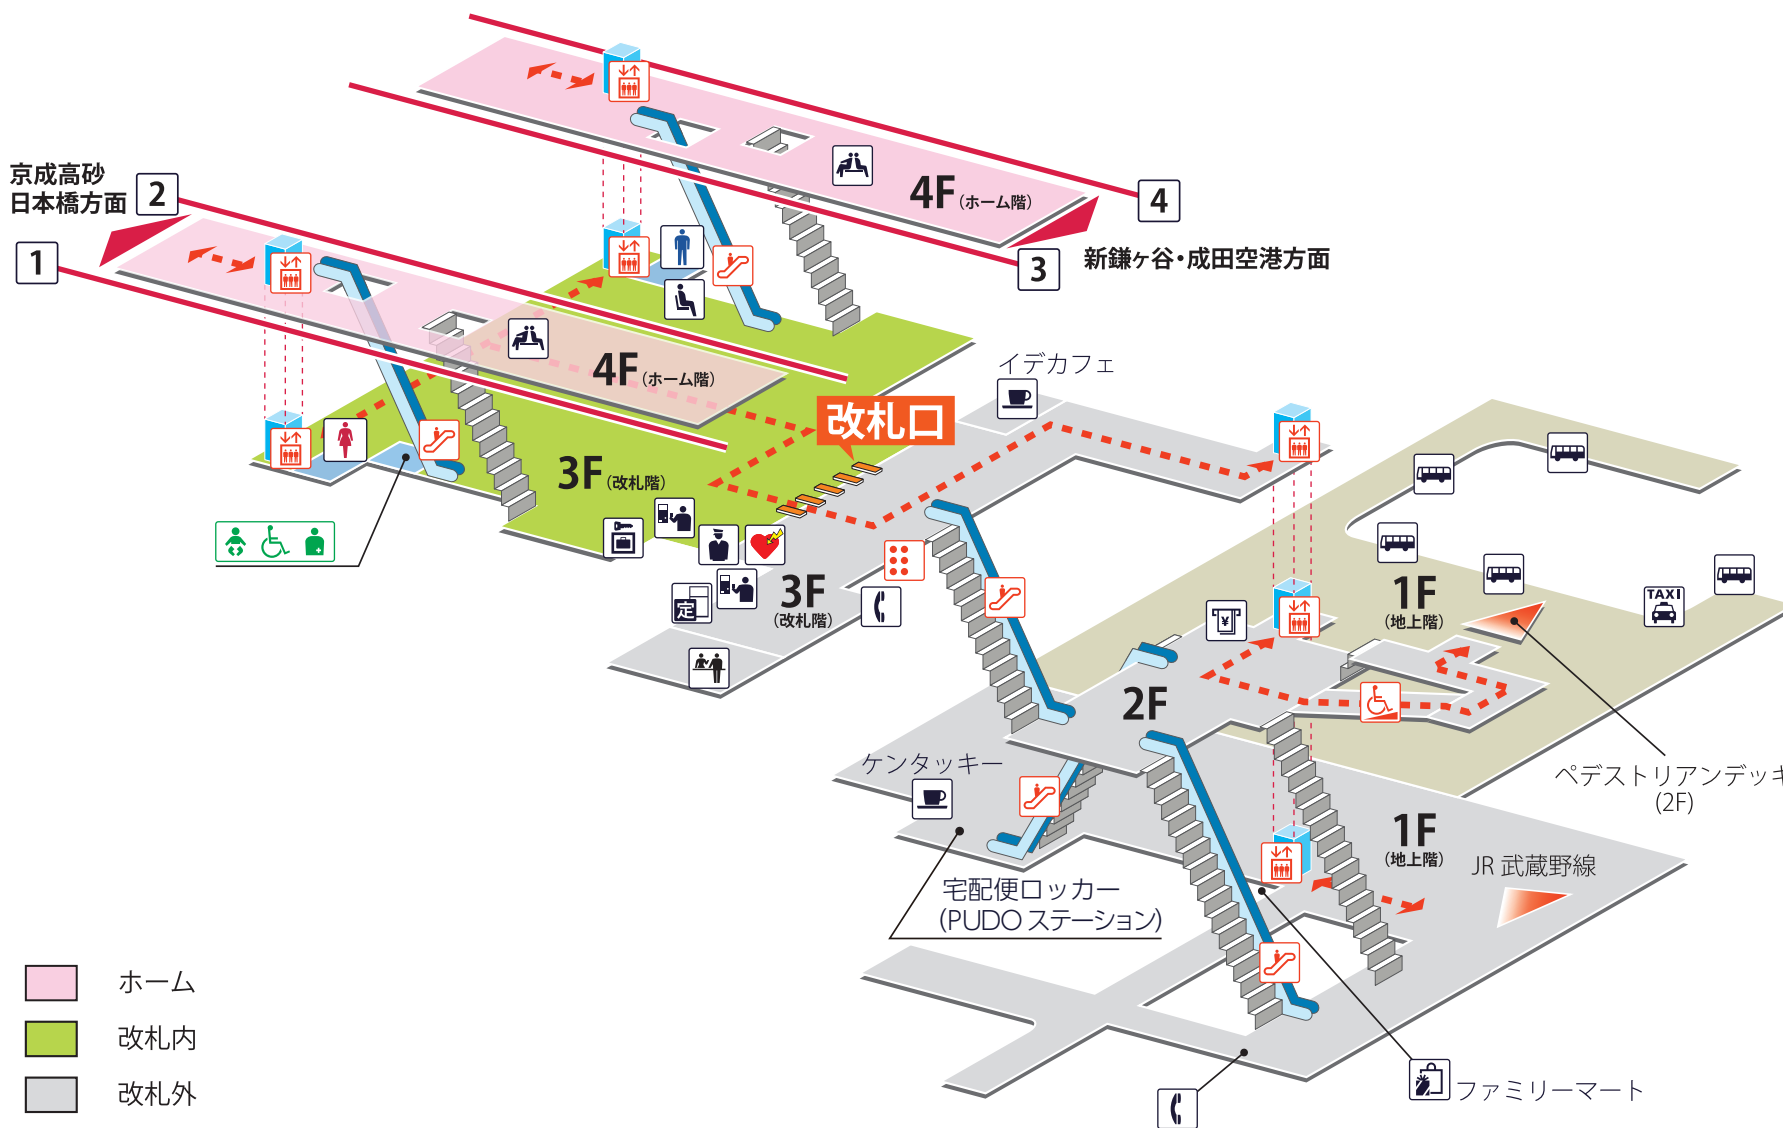 京成高砂
日本橋方面
2
1
4F(ホーム階)
4
3
新鎌ヶ谷・成田空港方面
4F(ホーム階)
イデカフェ
改札口
3F(改札階)
3F
(改札階)
定
¥
1F
(地上階)
TAXI
2F
ケンタッキー
ペデストリアンデッキ
(2F)
1F
(地上階)
JR 武蔵野線
宅配便ロッカー
(PUDO ステーション)
ファミリーマート
ホーム
改札内
改札外